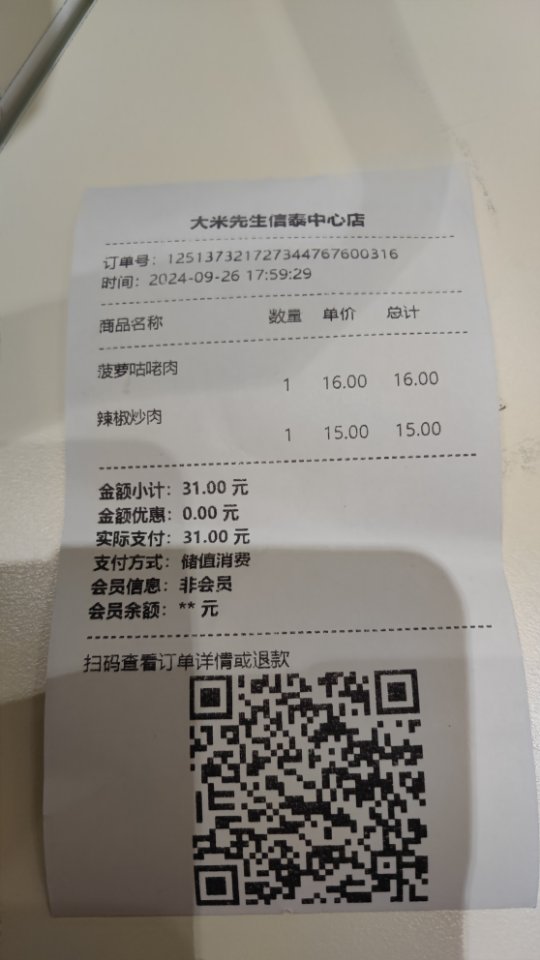 大米先生信泰中心店
订单号：1251373217273447676003​16
时间：2024-09-26 17:59:29
商品名称 数量 单价 总计
菠萝咕咾肉
1 16.00 16.00
辣椒炒肉
1 15.00 15.00
金额小计：31.00 元
金额优惠：0.00 元
实际支付：31.00 元
支付方式：储值消费
会员信息：非会员
会员余额：** 元
扫码查看订单详情或退款